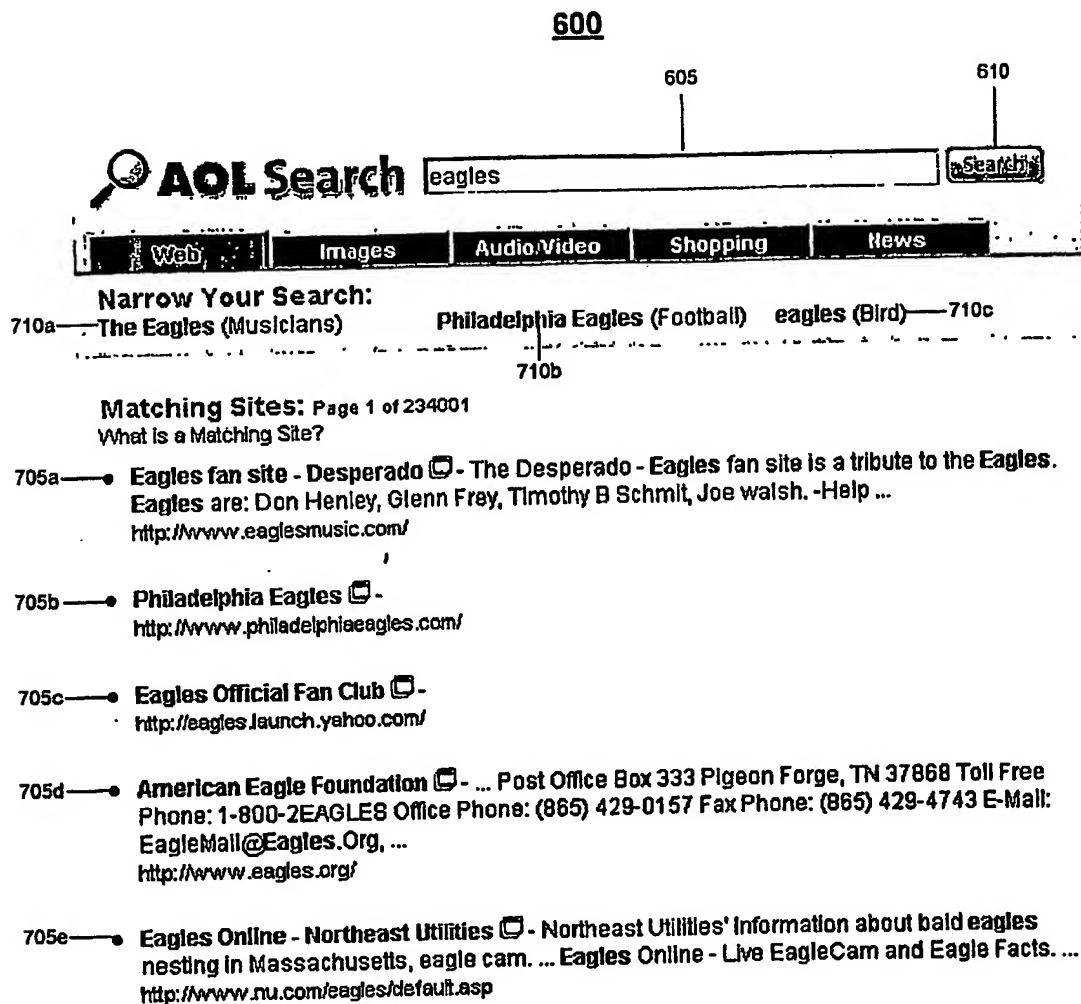 600
605 610
AOL Search eagles Search
Web Images Audio/Video Shopping News
Narrow Your Search:
710a The Eagles (Musicians) Philadelphia Eagles (Football) eagles (Bird) 710c
710b
Matching Sites: Page 1 of 234001
What is a Matching Site?
705a Eagles fan site - Desperado - The Desperado - Eagles fan site is a tribute to the Eagles.
Eagles are: Don Henley, Glenn Frey, Timothy B Schmit, Joe walsh. -Help ...
http://www.eaglesmusic.com/
705b Philadelphia Eagles -
http://www.philadelphiaeagles.com/
705c Eagles Official Fan Club -
http://eagles.launch.yahoo.com/
705d American Eagle Foundation - ... Post Office Box 333 Pigeon Forge, TN 37868 Toll Free
Phone: 1-800-2EAGLES Office Phone: (865) 429-0157 Fax Phone: (865) 429-4743 E-Mail:
EagleMail@Eagles.Org, ...
http://www.eagles.org/
705e Eagles Online - Northeast Utilities - Northeast Utilities' Information about bald eagles
nesting in Massachusetts, eagle cam. ... Eagles Online - Live EagleCam and Eagle Facts. ...
http://www.nu.com/eagles/default.asp